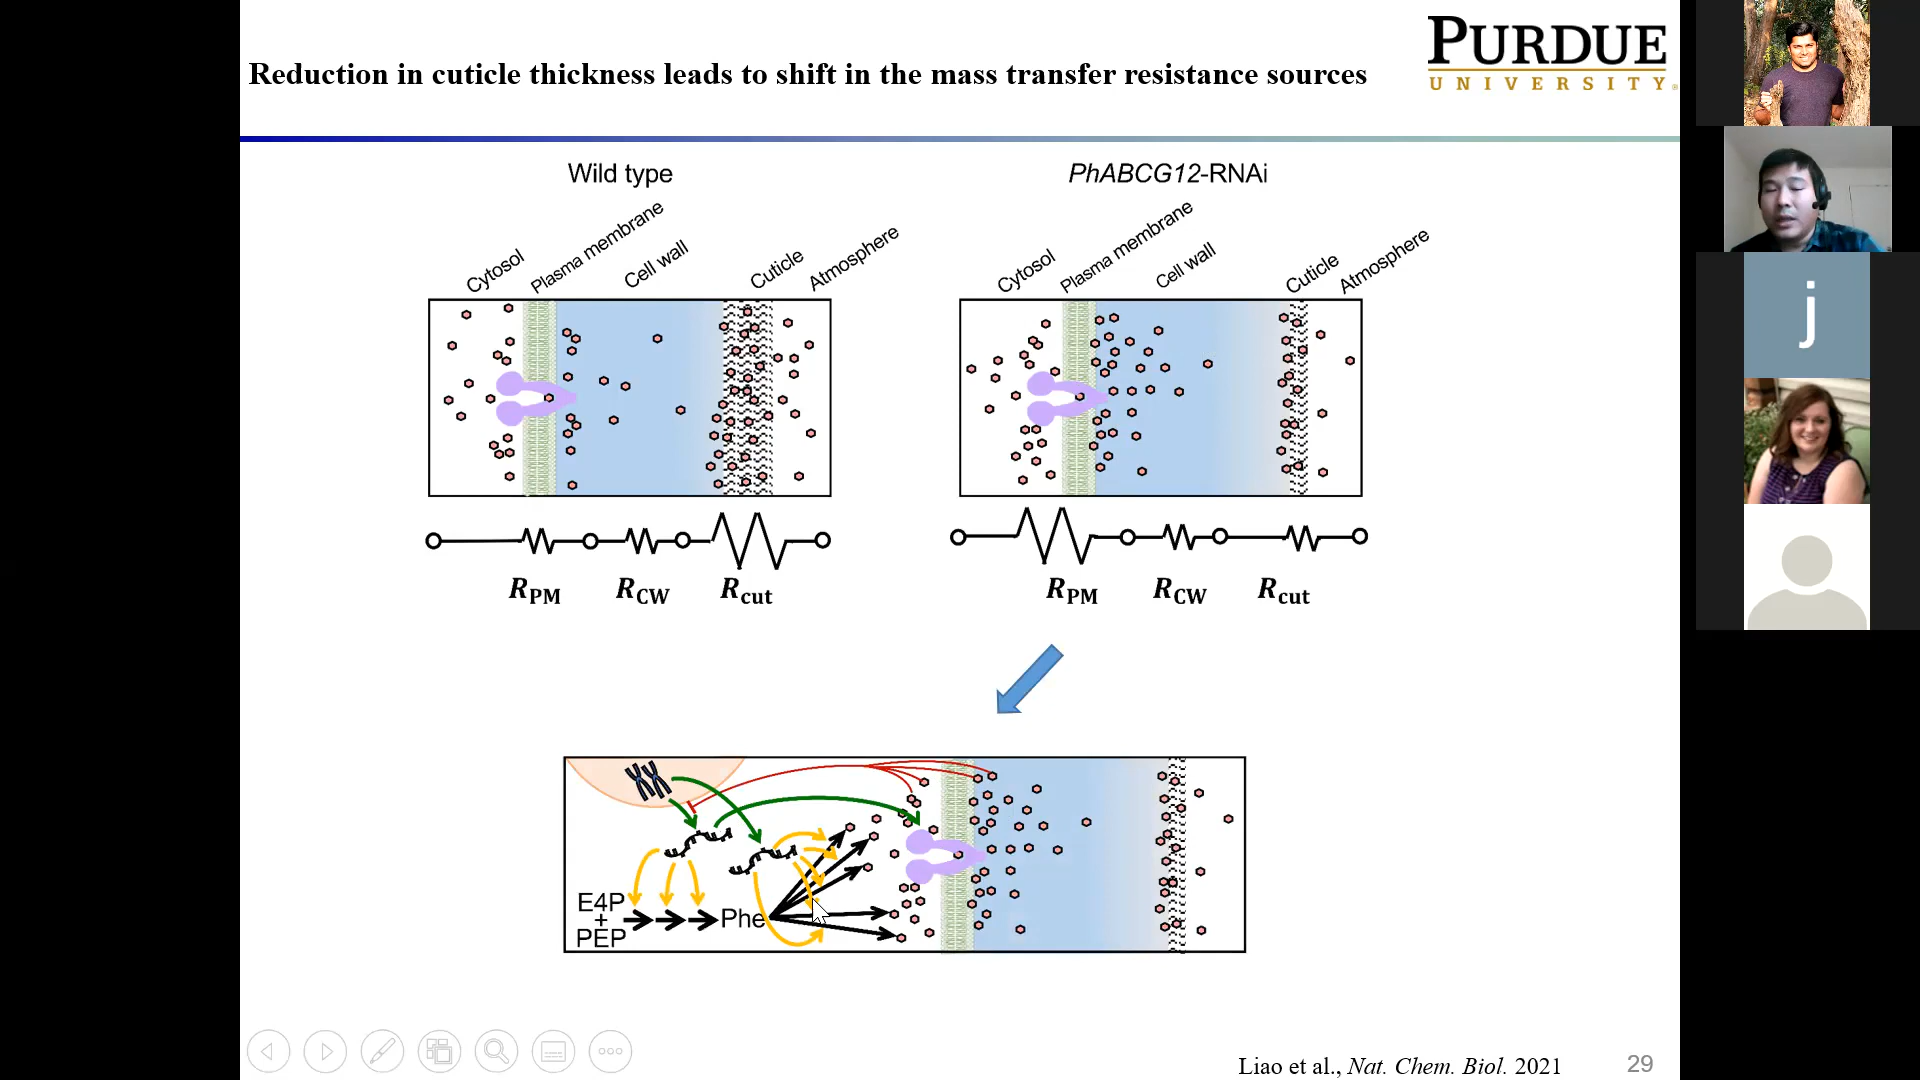 Reduction in cuticle thickness leads to shift in the mass transfer resistance sources
PURDUE
UNIVERSITY®
j
Wild type
PhABCG12-RNAi
Cytosol
Plasma membrane
Cell wall
Cuticle
Atmosphere
Cytosol
Plasma membrane
Cell wall
Cuticle
Atmosphere
RPM
RCW
Rcut
RPM
RCW
Rcut
E4P
+
PEP
Phe
Liao et al., Nat. Chem. Biol. 2021
29